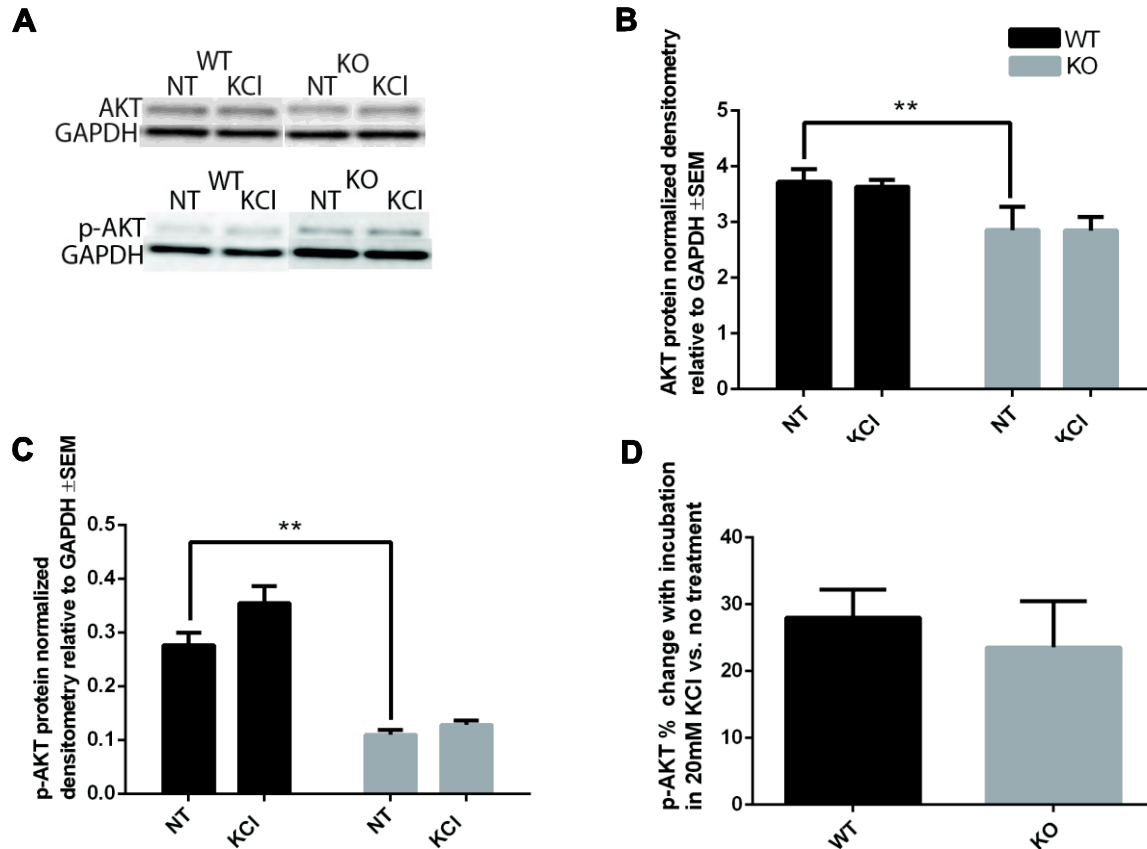 A
WT KO
NT KCl NT KCl
AKT
GAPDH
WT KO
NT KCl NT KCl
p-AKT
GAPDH
B
WT
KO
AKT protein normalized densitometry
relative to GAPDH ±SEM
5
4
3
2
1
0
**
NT KCl NT KCl
C
p-AKT protein normalized
densitometry relative to GAPDH ±SEM
0.5
0.4
0.3
0.2
0.1
0.0
**
NT KCl NT KCl
D
p-AKT % change with incubation
in 20mM KCl vs. no treatment
40
30
20
10
0
WT KO